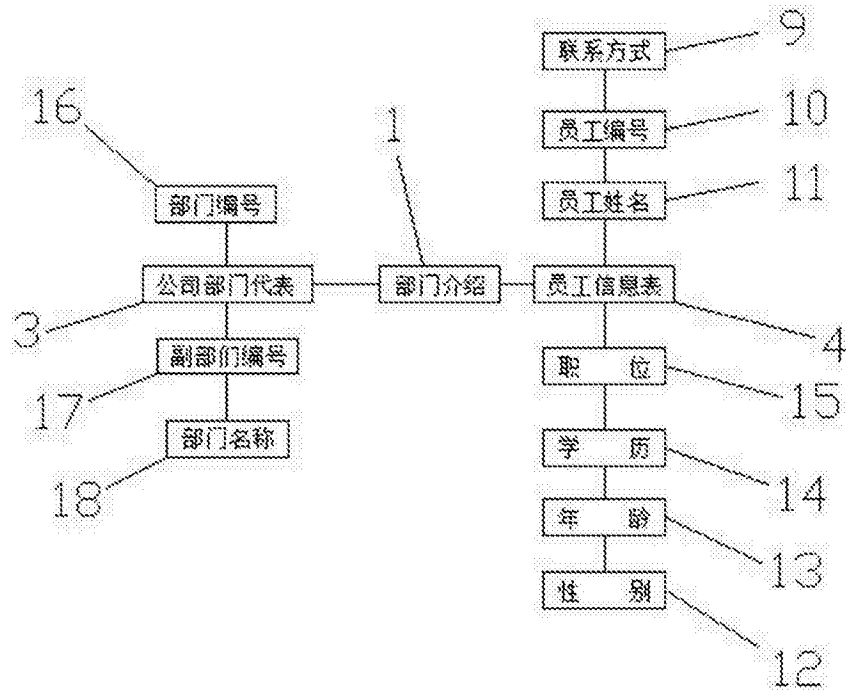 9
联系方式
16
1
10
员工编号
11
员工姓名
部门编号
公司部门代表
部门介绍
员工信息表
3
4
副部们编号
职 位
17
15
部门名称
学 历
18
14
年 龄
13
性 别
12